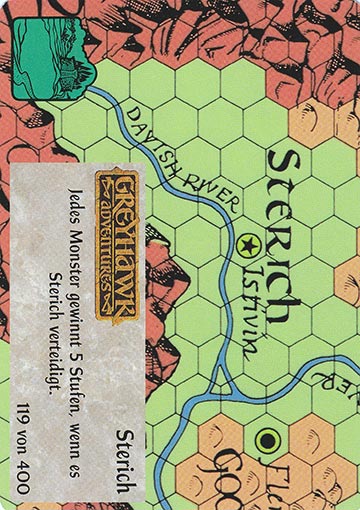 Sterich
GREYHAWK
ADVENTURES
Jedes Monster gewinnt 5 Stufen, wenn es
Sterich verteidigt.
119 von 400
DAVISH RIVER
STERICH
Istivin